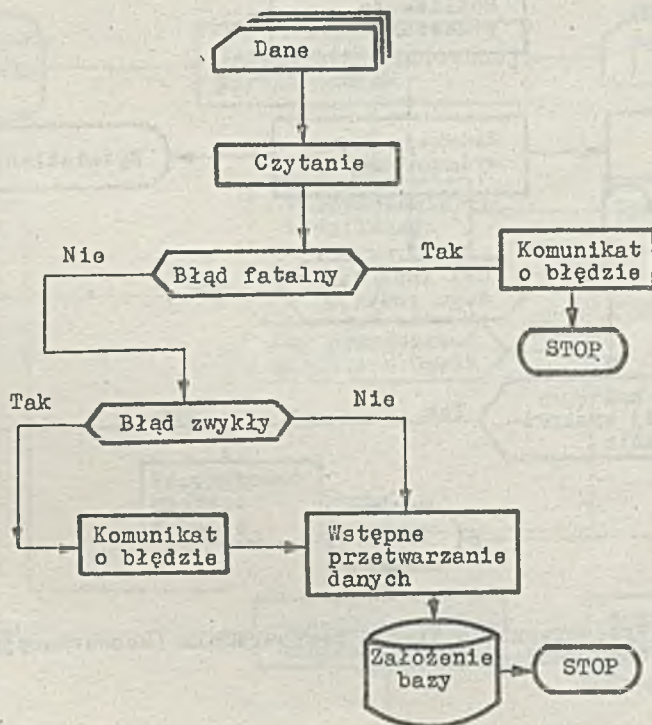 Dane
Czytanie
Nie
Błąd fatalny
Tak
Komunikat
o błędzie
STOP
Tak
Błąd zwykły
Nie
Komunikat
o błędzie
Wstępne
przetwarzanie
danych
Założenie
bazy
STOP